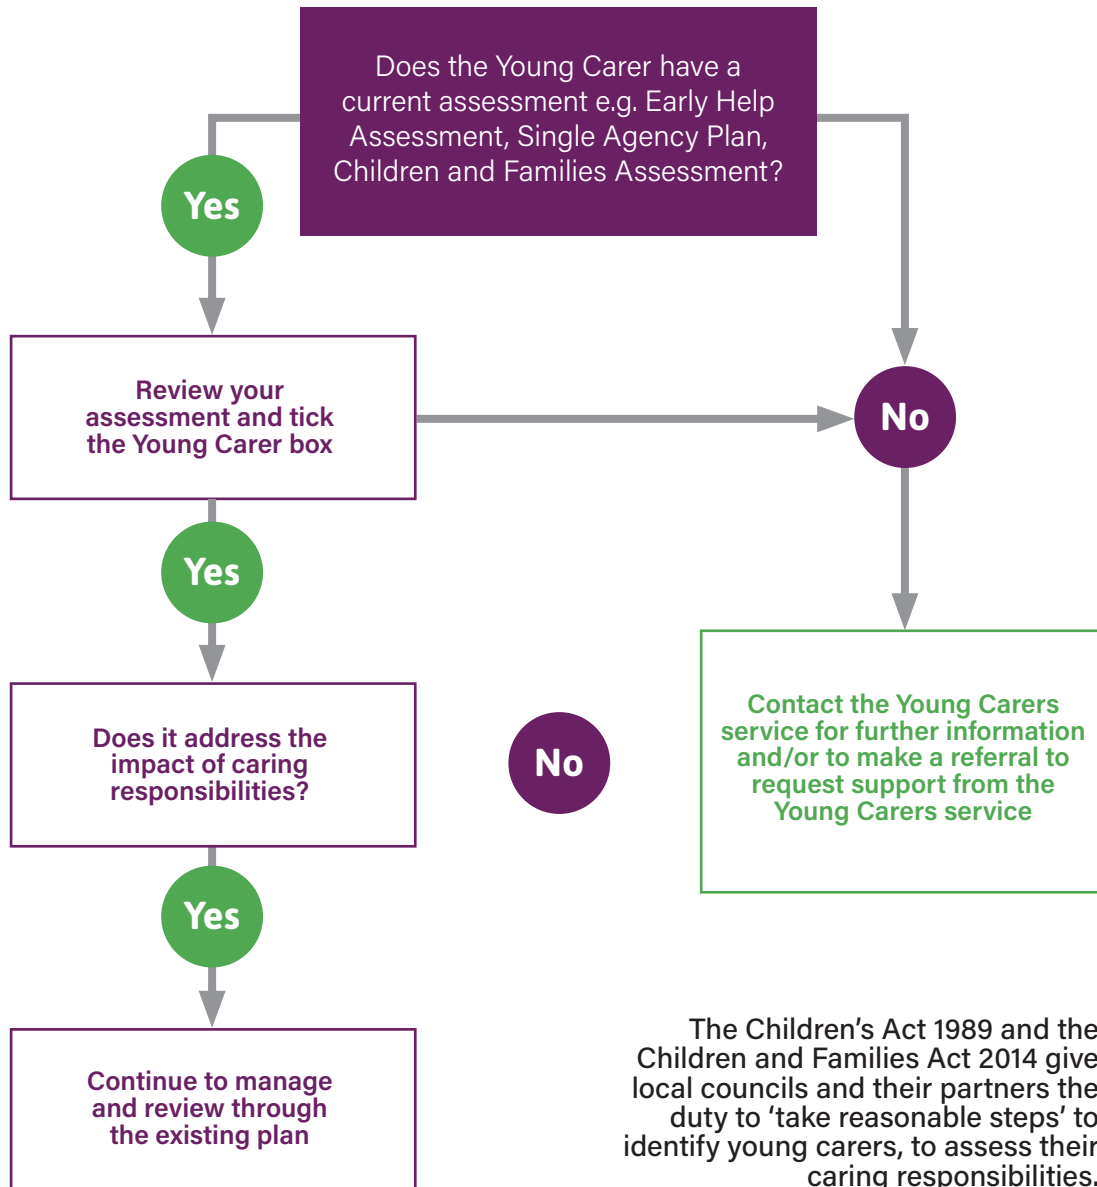 Does the Young Carer have a
current assessment e.g. Early Help
Assessment, Single Agency Plan,
Children and Families Assessment?
Yes
Review your
assessment and tick
the Young Carer box
No
Yes
Does it address the
impact of caring
responsibilities?
No
Contact the Young Carers
service for further information
and/or to make a referral to
request support from the
Young Carers service
Yes
Continue to manage
and review through
the existing plan
The Children’s Act 1989 and the
Children and Families Act 2014 give
local councils and their partners the
duty to ‘take reasonable steps’ to
identify young carers, to assess their
caring responsibilities.